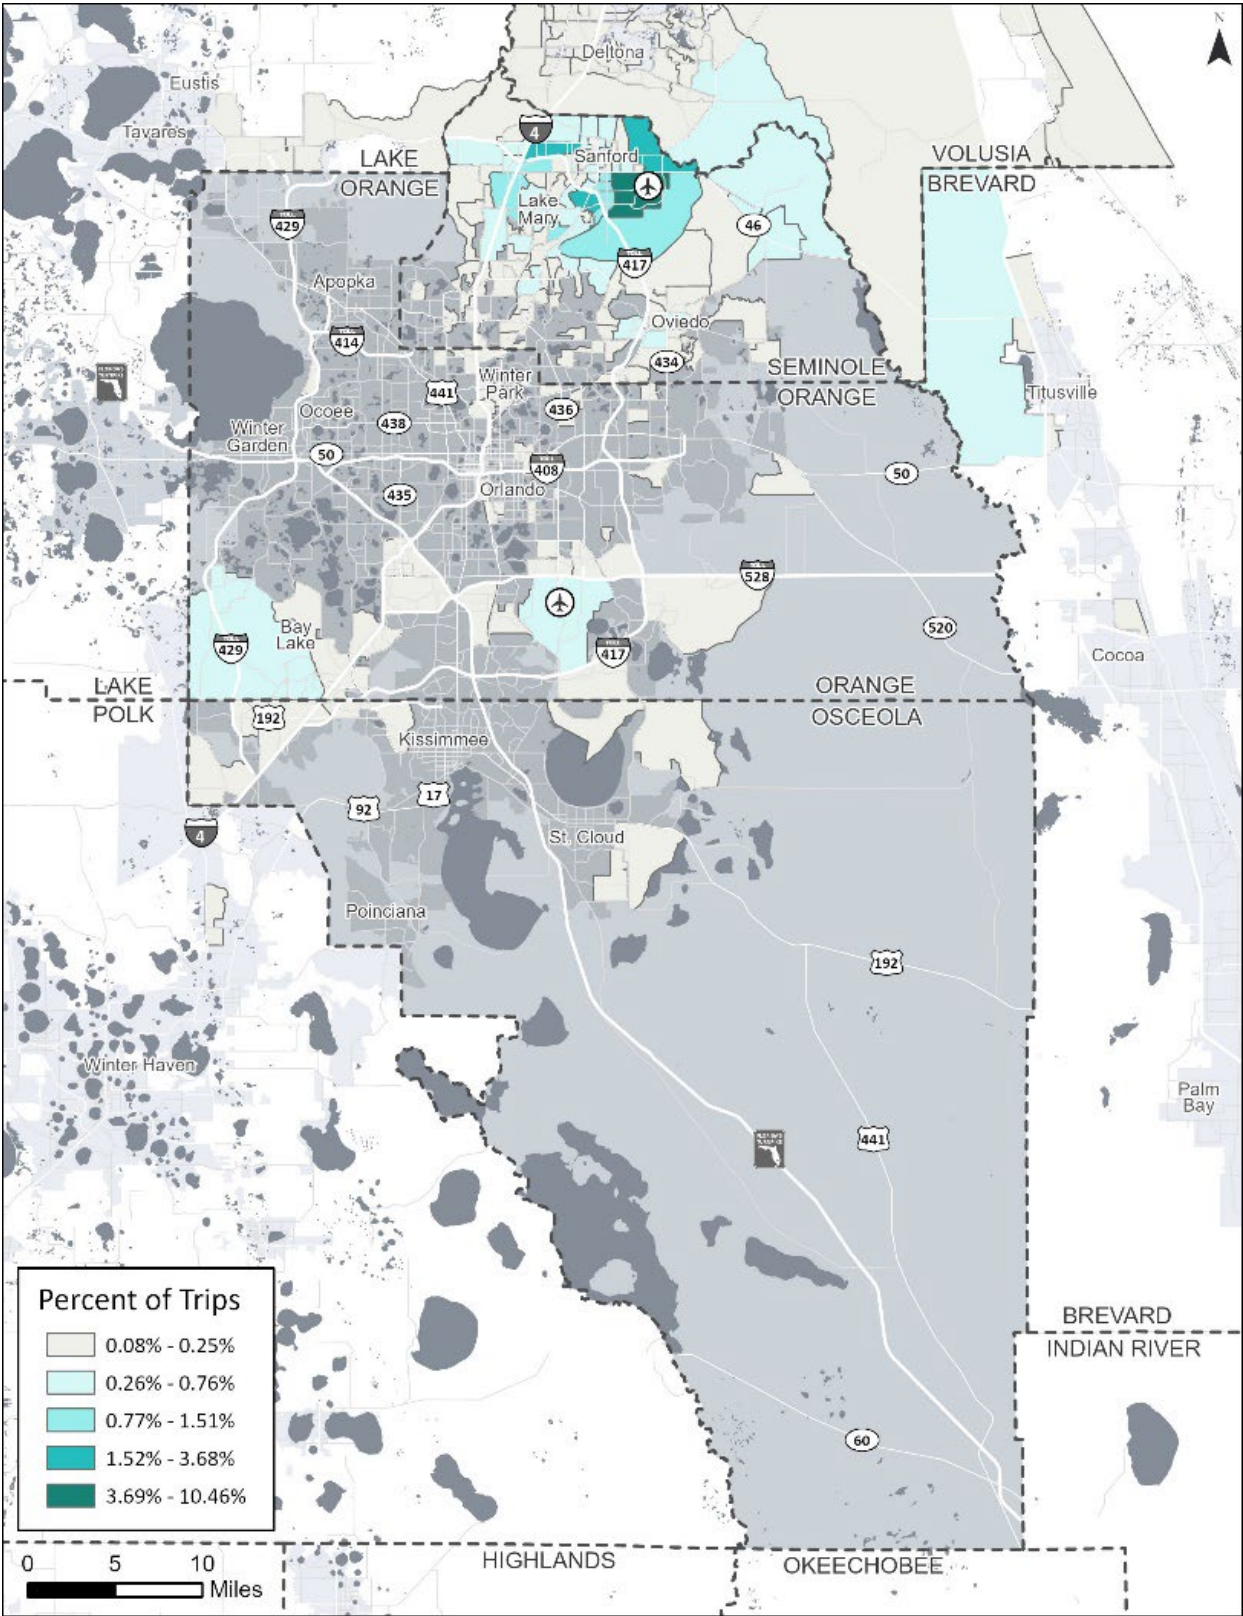 N
Deltona
Eustis
Tavares
4
Sanford
LAKE
ORANGE
VOLUSIA
BREVARD
Lake
Mary
429
46
417
Apopka
414
Oviedo
434
SEMINOLE
ORANGE
Winter
Park
441
Titusville
Ocoee
436
438
Winter
Garden
50
408
50
Orlando
435
528
Bay
Lake
429
417
520
Cocoa
LAKE
POLK
ORANGE
OSCEOLA
192
Kissimmee
17
92
4
St. Cloud
Poinciana
192
Winter Haven
Palm
Bay
441
Percent of Trips
0.08% - 0.25%
0.26% - 0.76%
0.77% - 1.51%
1.52% - 3.68%
3.69% - 10.46%
BREVARD
INDIAN RIVER
60
0 5 10
Miles
HIGHLANDS
OKEECHOBEE